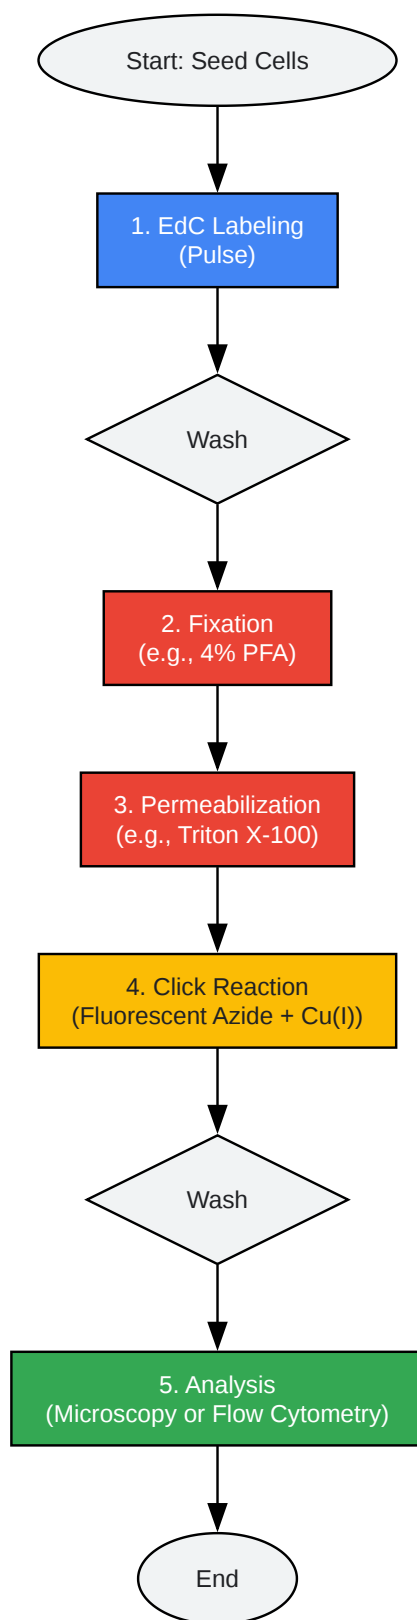 Start: Seed Cells
1. EdC Labeling
(Pulse)
Wash
2. Fixation
(e.g., 4% PFA)
3. Permeabilization
(e.g., Triton X-100)
4. Click Reaction
(Fluorescent Azide + Cu(I))
Wash
5. Analysis
(Microscopy or Flow Cytometry)
End